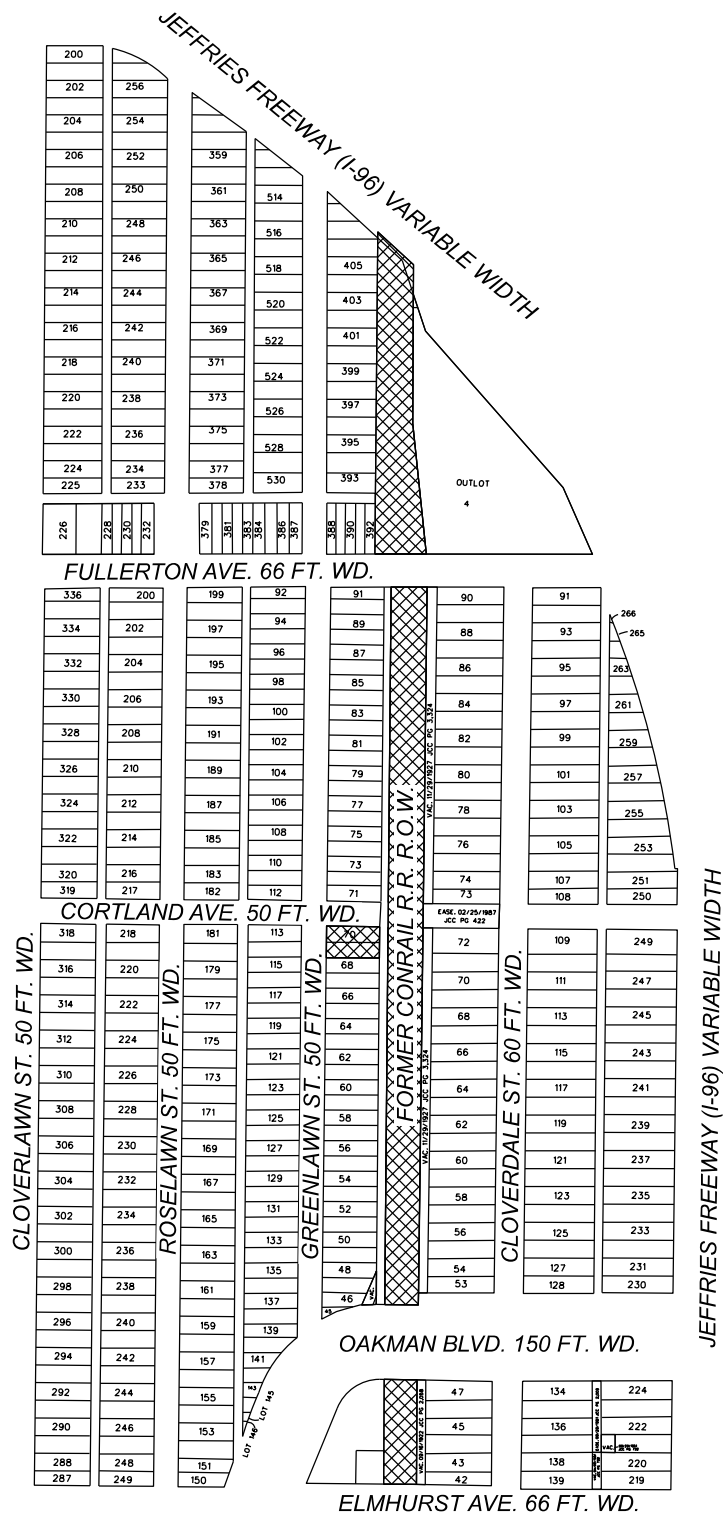 JEFFRIES FREEWAY (I-96) VARIABLE WIDTH
200
202 256
204 254
206 252 359
208 250 361 514
210 248 363 516
212 246 365 518 405
214 244 367 520 403
216 242 369 522 401
218 240 371 524 399
220 238 373 526 397
222 236 375 528 395
224 234 377 530 393
225 233 378
OUTLOT
4
226 228 230 232 379 381 383 384 386 387 388 390 392
FULLERTON AVE. 66 FT. WD.
336 200 199 92 91 90 91
334 202 197 94 89 88 93 266
265
332 204 195 96 87 86 95 263
330 206 193 98 85 84 97 261
328 208 191 100 83 82 99 259
326 210 189 102 81 80 101 257
324 212 187 104 79 78 103 255
322 214 185 106 77 76 105 253
320 216 183 108 75 74 107 251
319 217 182 110 73 73 108 250
112 71
VAC. 11/29/1927 JCC PG 3,324
FORMER CONRAIL R.R. R.O.W.
EASE. 02/25/1987
JCC PG 422
CORTLAND AVE. 50 FT. WD.
318 218 181 113 70 72 109 249
316 220 179 115 68 70 111 247
314 222 177 117 66 68 113 245
312 224 175 119 64 66 115 243
310 226 173 121 62 64 117 241
308 228 171 123 60 62 119 239
306 230 169 125 58 60 121 237
304 232 167 127 56 58 123 235
302 234 165 129 54 56 125 233
300 236 163 131 52 54 127 231
298 238 161 133 50 53 128 230
296 240 159 135 48
294 242 157 137 46
292 244 155 139 45
290 246 153 141
288 248 151 143
287 249 150
LOT 145
LOT 146
VAC.
VAC. 11/29/1927 JCC PG 3,324
CLOVERLAWN ST. 50 FT. WD.
ROSELAWN ST. 50 FT. WD.
GREENLAWN ST. 50 FT. WD.
CLOVERDALE ST. 60 FT. WD.
JEFFRIES FREEWAY (I-96) VARIABLE WIDTH
OAKMAN BLVD. 150 FT. WD.
47 134 224
45 136 222
43 138 220
42 139 219
VAC.
ELMHURST AVE. 66 FT. WD.